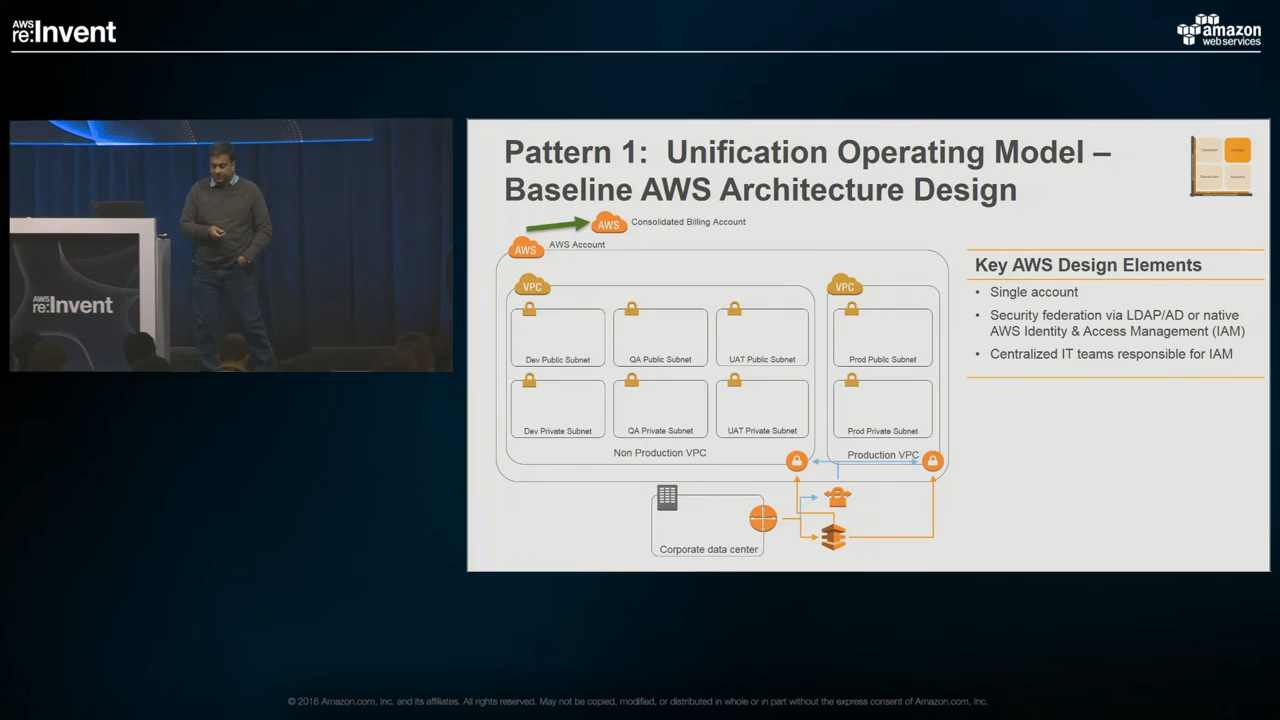 AWS
re:Invent
amazon
web services
AWS
re:Invent
Pattern 1:  Unification Operating Model –
Baseline AWS Architecture Design
AWS
Consolidated Billing Account
AWS
AWS Account
VPC
VPC
Dev Public Subnet
QA Public Subnet
UAT Public Subnet
Prod Public Subnet
Dev Private Subnet
QA Private Subnet
UAT Private Subnet
Prod Private Subnet
Non Production VPC
Production VPC
Corporate data center
Key AWS Design Elements
• Single account
• Security federation via LDAP/AD or native
AWS Identity & Access Management (IAM)
• Centralized IT teams responsible for IAM
© 2016 Amazon.com, Inc. and its affiliates. All rights reserved. May not be copied, modified, or distributed in whole or in part without the express consent of Amazon.com, Inc.